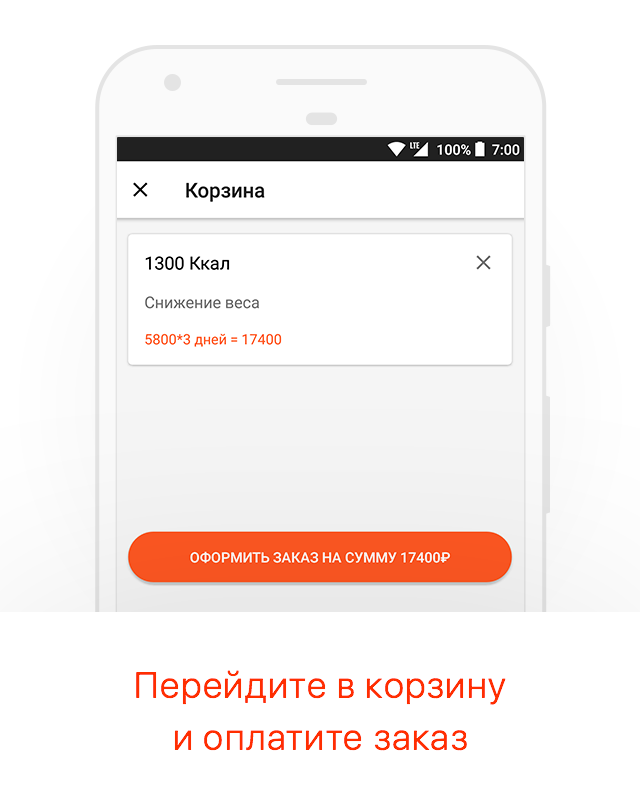 LTE 100% 7:00
Корзина
1300 Ккал
Снижение веса
5800*3 дней = 17400
ОФОРМИТЬ ЗАКАЗ НА СУММУ 17400₽
Перейдите в корзину
и оплатите заказ